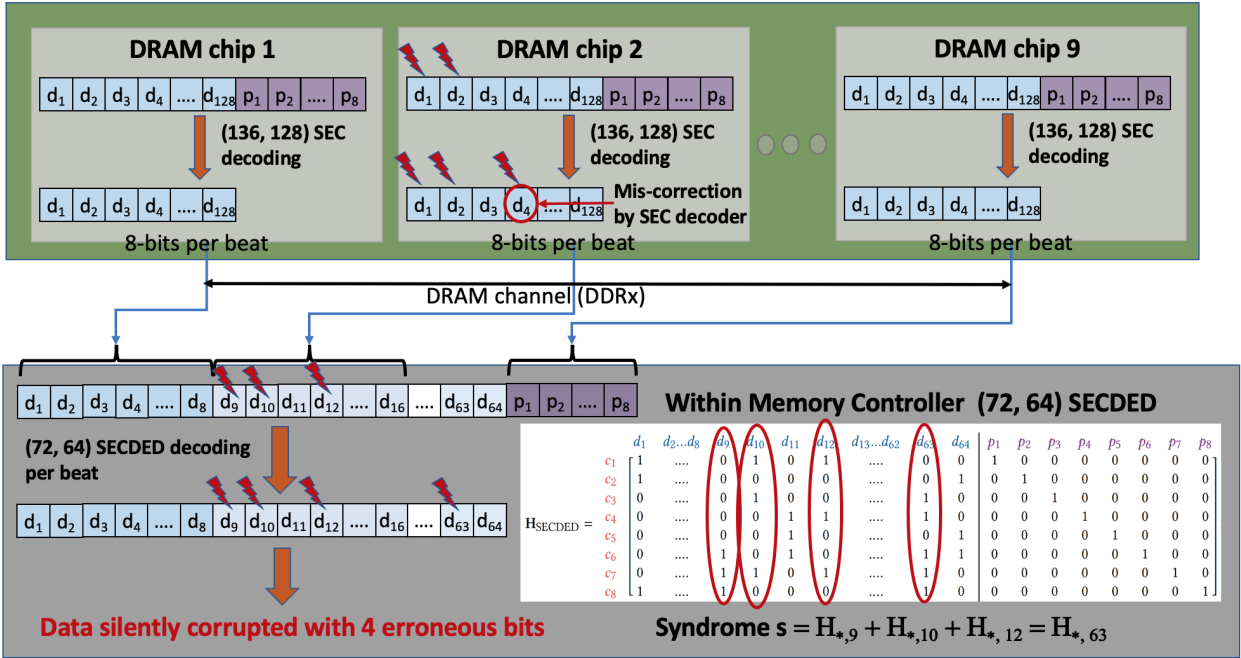 DRAM chip 1
d1 d2 d3 d4 .... d128 p1 p2 .... p8
(136, 128) SEC
decoding
d1 d2 d3 d4 .... d128
8-bits per beat
DRAM chip 2
d1 d2 d3 d4 .... d128 p1 p2 .... p8
(136, 128) SEC
decoding
d1 d2 d3 d4 .... d128
Mis-correction
by SEC decoder
8-bits per beat
DRAM chip 9
d1 d2 d3 d4 .... d128 p1 p2 .... p8
(136, 128) SEC
decoding
d1 d2 d3 d4 .... d128
8-bits per beat
DRAM channel (DDRx)
d1 d2 d3 d4 .... d8 d9 d10 d11 d12 .... d16 .... d63 d64 p1 p2 .... p8
(72, 64) SECDED decoding
per beat
d1 d2 d3 d4 .... d8 d9 d10 d11 d12 .... d16 .... d63 d64
Data silently corrupted with 4 erroneous bits
Within Memory Controller (72, 64) SECDED
d1 d2...d8 d9 d10 d11 d12 d13...d62 d63 d64 p1 p2 p3 p4 p5 p6 p7 p8
c1 1 .... 0 1 0 1 .... 0 0 1 0 0 0 0 0 0 0
c2 1 .... 0 0 0 0 .... 0 1 0 1 0 0 0 0 0 0
c3 0 .... 0 1 0 0 .... 1 0 0 0 1 0 0 0 0 0
c4 0 .... 0 0 1 1 .... 1 0 0 0 0 1 0 0 0 0
HSECDED =
c5 0 .... 0 0 1 0 .... 0 1 0 0 0 0 1 0 0 0
c6 0 .... 1 0 1 0 .... 1 1 0 0 0 0 0 1 0 0
c7 0 .... 1 1 0 1 .... 1 0 0 0 0 0 0 0 1 0
c8 1 .... 1 0 0 0 .... 0 0 0 0 0 0 0 0 0 1
Syndrome s = H*,9 + H*,10 + H*, 12 = H*, 63